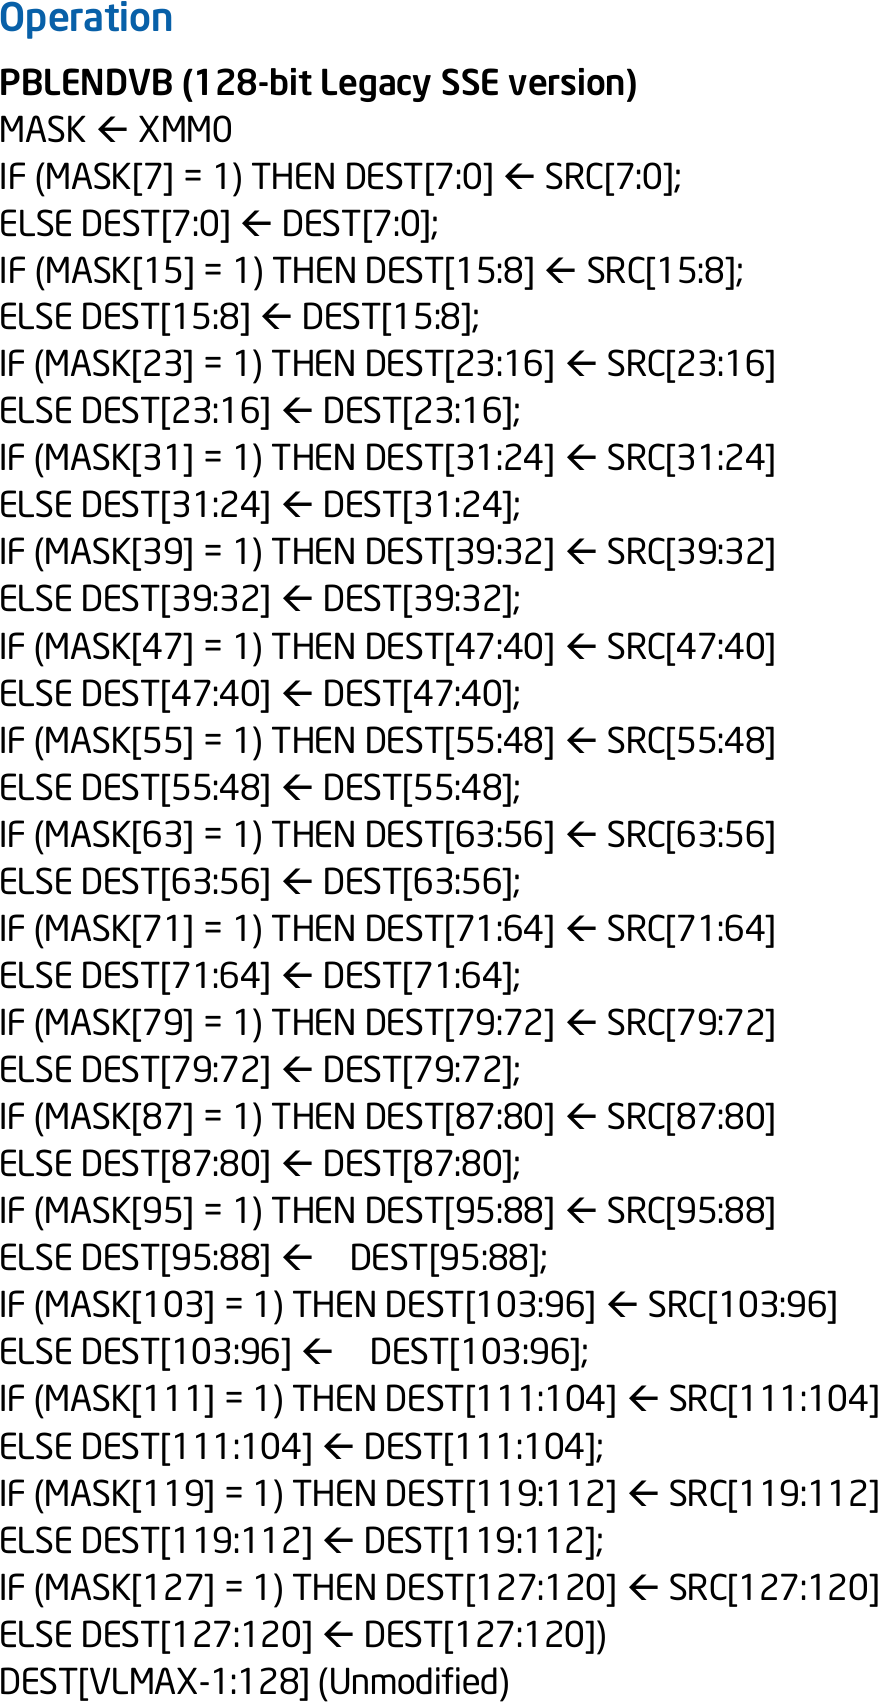 Operation
PBLENDVB (128-bit Legacy SSE version)
MASK ← XMM0
IF (MASK[7] = 1) THEN DEST[7:0] ← SRC[7:0];
ELSE DEST[7:0] ← DEST[7:0];
IF (MASK[15] = 1) THEN DEST[15:8] ← SRC[15:8];
ELSE DEST[15:8] ← DEST[15:8];
IF (MASK[23] = 1) THEN DEST[23:16] ← SRC[23:16]
ELSE DEST[23:16] ← DEST[23:16];
IF (MASK[31] = 1) THEN DEST[31:24] ← SRC[31:24]
ELSE DEST[31:24] ← DEST[31:24];
IF (MASK[39] = 1) THEN DEST[39:32] ← SRC[39:32]
ELSE DEST[39:32] ← DEST[39:32];
IF (MASK[47] = 1) THEN DEST[47:40] ← SRC[47:40]
ELSE DEST[47:40] ← DEST[47:40];
IF (MASK[55] = 1) THEN DEST[55:48] ← SRC[55:48]
ELSE DEST[55:48] ← DEST[55:48];
IF (MASK[63] = 1) THEN DEST[63:56] ← SRC[63:56]
ELSE DEST[63:56] ← DEST[63:56];
IF (MASK[71] = 1) THEN DEST[71:64] ← SRC[71:64]
ELSE DEST[71:64] ← DEST[71:64];
IF (MASK[79] = 1) THEN DEST[79:72] ← SRC[79:72]
ELSE DEST[79:72] ← DEST[79:72];
IF (MASK[87] = 1) THEN DEST[87:80] ← SRC[87:80]
ELSE DEST[87:80] ← DEST[87:80];
IF (MASK[95] = 1) THEN DEST[95:88] ← SRC[95:88]
ELSE DEST[95:88] ← DEST[95:88];
IF (MASK[103] = 1) THEN DEST[103:96] ← SRC[103:96]
ELSE DEST[103:96] ← DEST[103:96];
IF (MASK[111] = 1) THEN DEST[111:104] ← SRC[111:104]
ELSE DEST[111:104] ← DEST[111:104];
IF (MASK[119] = 1) THEN DEST[119:112] ← SRC[119:112]
ELSE DEST[119:112] ← DEST[119:112];
IF (MASK[127] = 1) THEN DEST[127:120] ← SRC[127:120]
ELSE DEST[127:120] ← DEST[127:120])
DEST[VLMAX-1:128] (Unmodified)